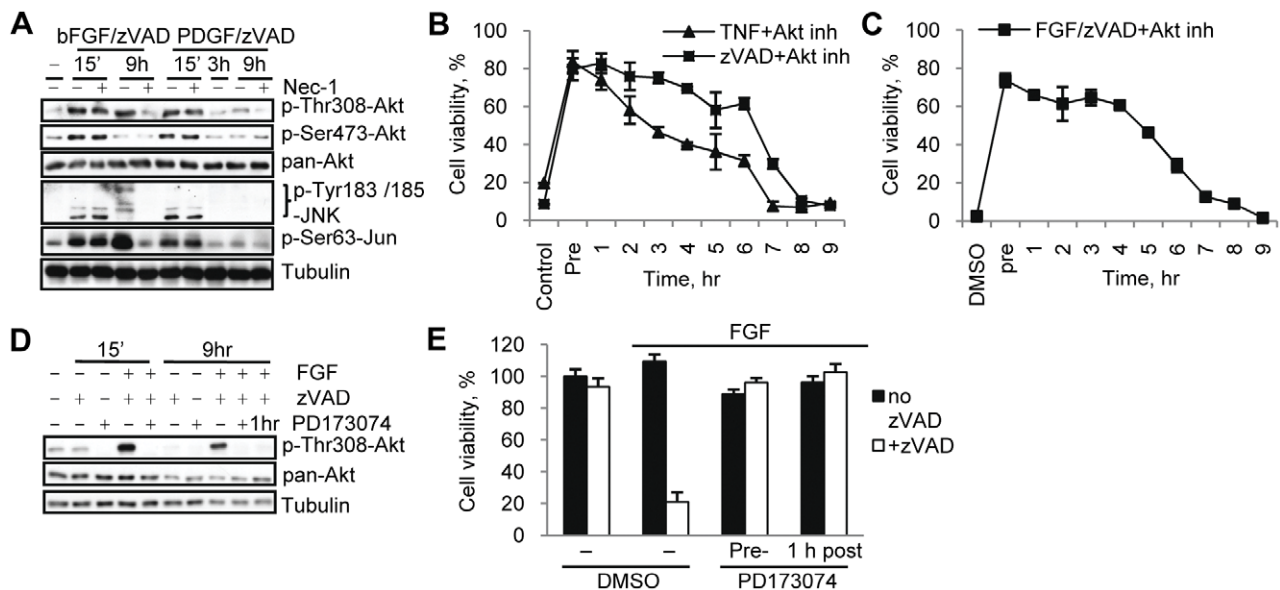 A
bFGF/zVAD PDGF/zVAD
– 15’ 9h 15’ 3h 9h
– + – + – + – – + Nec-1
p-Thr308-Akt
p-Ser473-Akt
pan-Akt
p-Tyr183 /185
-JNK
p-Ser63-Jun
Tubulin
B
Cell viability, %
100
80
60
40
20
0
TNF+Akt inh
zVAD+Akt inh
Control Pre 1 2 3 4 5 6 7 8 9
Time, hr
C
Cell viability, %
100
80
60
40
20
0
FGF/zVAD+Akt inh
DMSO pre 1 2 3 4 5 6 7 8 9
Time, hr
D
15’ 9hr
– – – + + – – + + + FGF
– + – + + + – + + + zVAD
– – + – + – + – + 1hr PD173074
p-Thr308-Akt
pan-Akt
Tubulin
E
FGF
Cell viability, %
120
100
80
60
40
20
0
no
zVAD
+zVAD
– – Pre- 1 h post
DMSO PD173074